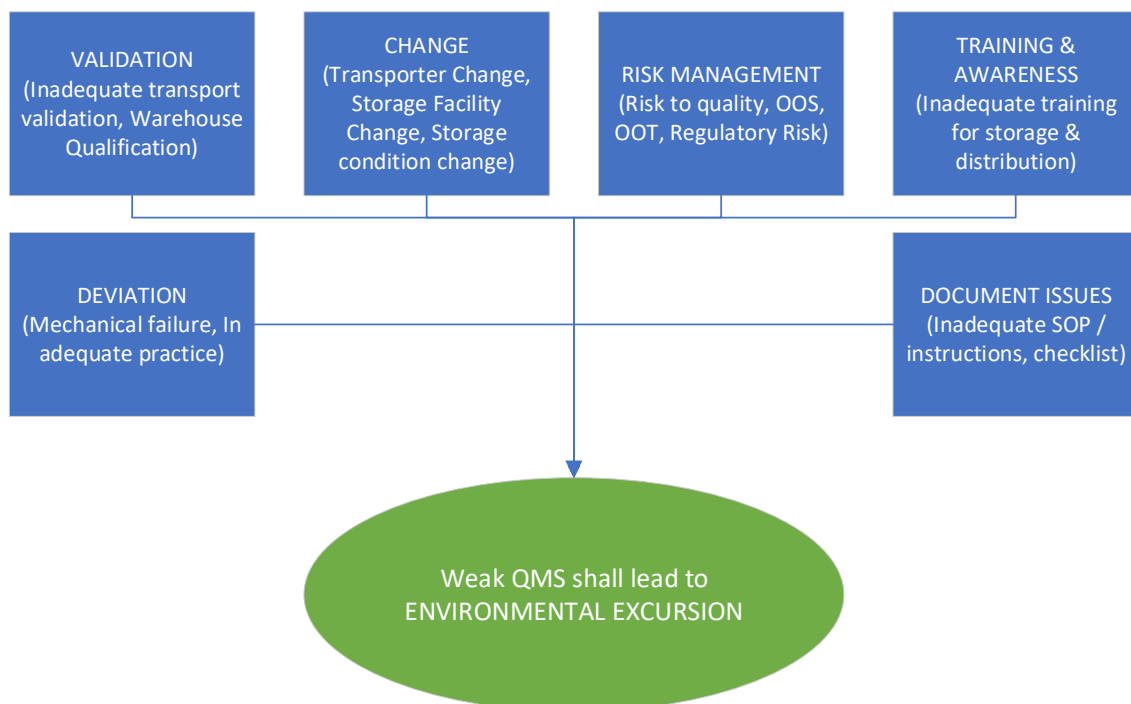 VALIDATION
(Inadequate transport
validation, Warehouse
Qualification)
CHANGE
(Transporter Change,
Storage Facility
Change, Storage
condition change)
RISK MANAGEMENT
(Risk to quality, OOS,
OOT, Regulatory Risk)
TRAINING &
AWARENESS
(Inadequate training
for storage &
distribution)
DEVIATION
(Mechanical failure, In
adequate practice)
DOCUMENT ISSUES
(Inadequate SOP /
instructions, checklist)
Weak QMS shall lead to
ENVIRONMENTAL EXCURSION